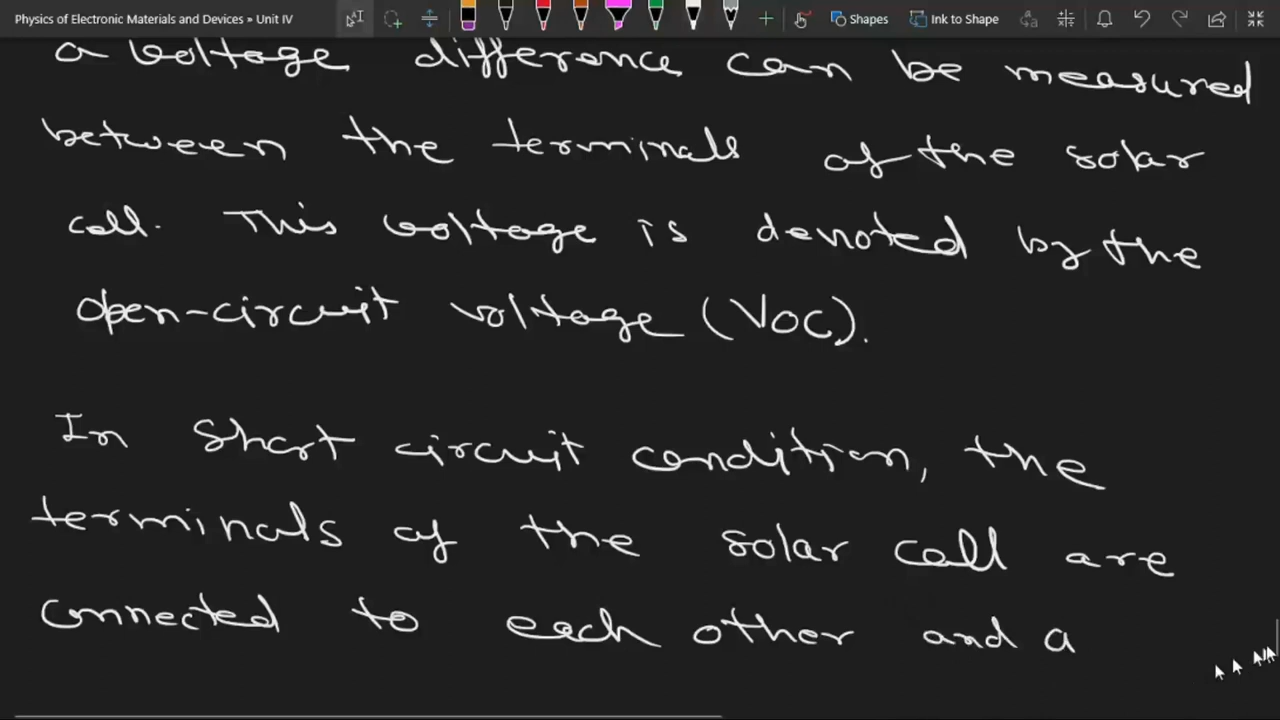 Physics of Electronic Materials and Devices » Unit IV
Shapes
Ink to Shape
a voltage difference can be measured
between the terminals of the solar
cell. This voltage is denoted by the
open-circuit voltage (VOC).
In short circuit condition, the
terminals of the solar cell are
connected to each other and a